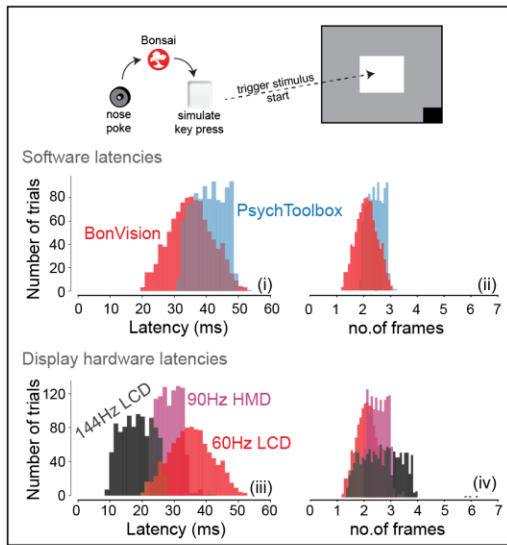 Bonsai
nose
poke
simulate
key press
trigger stimulus
start
Software latencies
Number of trials
80
60
40
20
0
BonVision
PsychToolbox
(i)
0 10 20 30 40 50 60
Latency (ms)
(ii)
0 1 2 3 4 5 6 7
no.of frames
Display hardware latencies
Number of trials
120
80
40
0
144Hz LCD
90Hz HMD
60Hz LCD
(iii)
0 10 20 30 40 50 60
Latency (ms)
(iv)
0 1 2 3 4 5 6 7
no.of frames